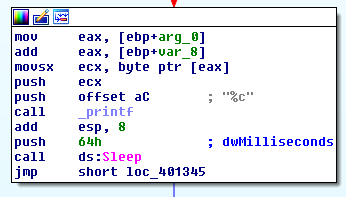 mov     eax, [ebp+arg_0]
add     eax, [ebp+var_8]
movsx   ecx, byte ptr [eax]
push    ecx
push    offset aC       ; "%c"
call    _printf
add     esp, 8
push    64h             ; dwMilliseconds
call    ds:Sleep
jmp     short loc_401345